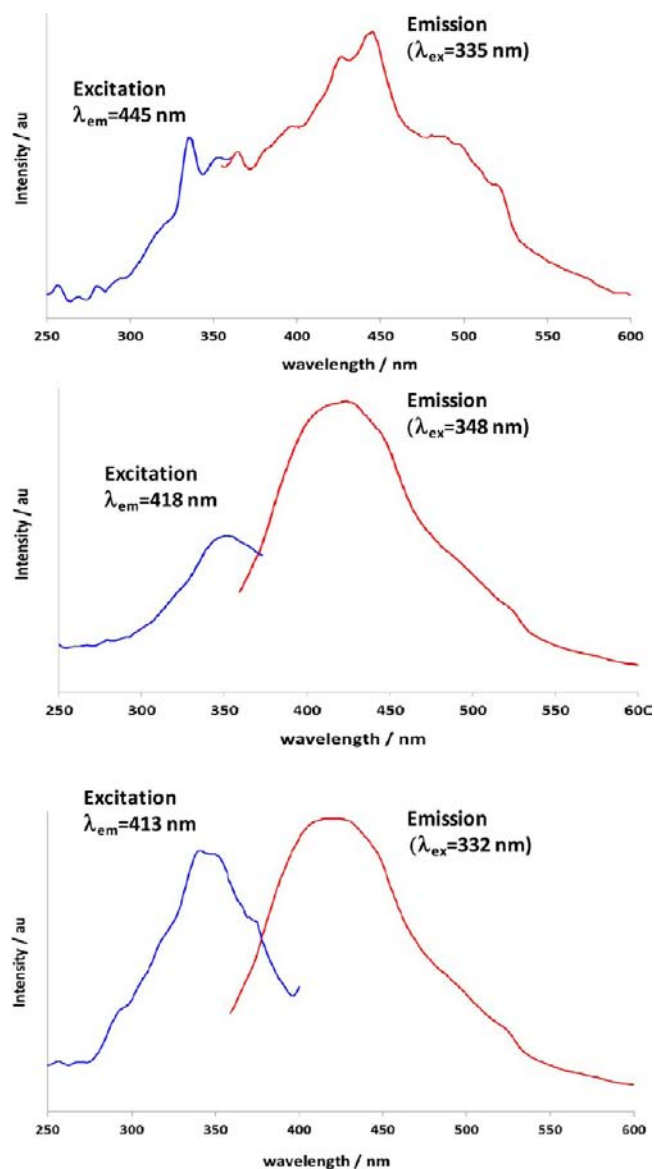 Emission
(λex=335 nm)
Excitation
λem=445 nm
Intensity / au
250 300 350 400 450 500 550 600
wavelength / nm
Emission
(λex=348 nm)
Excitation
λem=418 nm
Intensity / au
250 300 350 400 450 500 550 60C
wavelength / nm
Excitation
λem=413 nm
Emission
(λex=332 nm)
Intensity / au
250 300 350 400 450 500 550 600
wavelength / nm